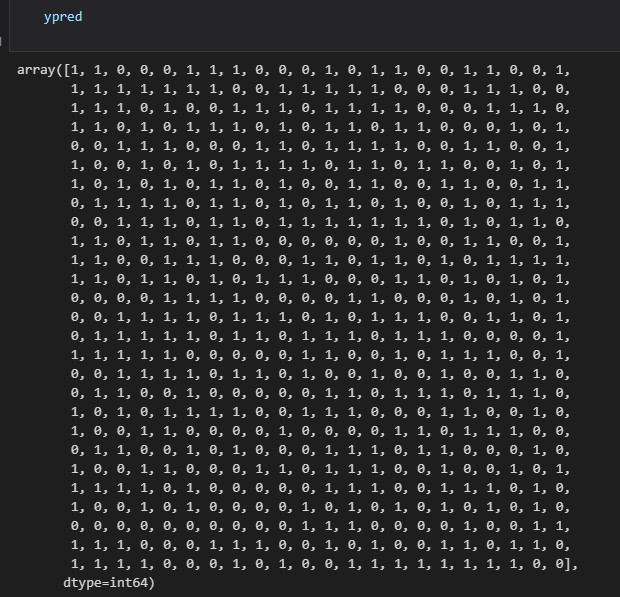 ypred
array([1, 1, 0, 0, 0, 1, 1, 1, 0, 0, 0, 1, 0, 1, 1, 0, 0, 1, 1, 0, 0, 1,
1, 1, 1, 1, 1, 1, 1, 0, 0, 1, 1, 1, 1, 1, 0, 0, 0, 1, 1, 1, 0, 0,
1, 1, 1, 0, 1, 0, 0, 1, 1, 1, 0, 1, 1, 1, 1, 0, 0, 0, 1, 1, 1, 0,
1, 1, 0, 1, 0, 1, 1, 1, 0, 1, 0, 1, 1, 0, 1, 1, 0, 0, 0, 1, 0, 1,
0, 0, 1, 1, 1, 0, 0, 0, 1, 1, 0, 1, 1, 1, 1, 0, 0, 1, 1, 0, 0, 1,
1, 0, 0, 1, 0, 1, 0, 1, 1, 1, 1, 0, 1, 1, 0, 1, 1, 0, 0, 1, 0, 1,
1, 0, 1, 0, 1, 0, 1, 1, 0, 1, 0, 0, 1, 1, 0, 0, 1, 1, 0, 0, 1, 1,
0, 1, 1, 1, 1, 0, 1, 1, 0, 1, 0, 1, 1, 0, 1, 0, 0, 1, 0, 1, 1, 1,
0, 0, 1, 1, 1, 0, 1, 1, 0, 1, 1, 1, 1, 1, 1, 1, 0, 1, 0, 1, 1, 0,
1, 1, 0, 1, 1, 0, 1, 1, 0, 0, 0, 0, 0, 0, 1, 0, 0, 1, 1, 0, 0, 1,
1, 1, 0, 0, 1, 1, 1, 0, 0, 0, 1, 1, 0, 1, 1, 0, 1, 0, 1, 1, 1, 1,
1, 1, 0, 1, 1, 0, 1, 0, 1, 1, 1, 0, 0, 0, 1, 1, 0, 1, 0, 1, 0, 1,
0, 0, 0, 0, 1, 1, 1, 1, 0, 0, 0, 0, 1, 1, 0, 0, 0, 1, 0, 1, 0, 1,
0, 0, 1, 1, 1, 1, 0, 1, 1, 1, 0, 1, 0, 1, 1, 1, 0, 0, 1, 1, 0, 1,
0, 1, 1, 1, 1, 1, 0, 1, 1, 0, 1, 1, 1, 0, 1, 1, 1, 0, 0, 0, 0, 1,
1, 1, 1, 1, 1, 0, 0, 0, 0, 0, 1, 1, 0, 0, 1, 0, 1, 1, 1, 0, 0, 1,
0, 0, 1, 1, 1, 1, 0, 1, 1, 0, 1, 0, 0, 1, 0, 0, 1, 0, 0, 1, 1, 0,
0, 1, 1, 0, 0, 1, 0, 0, 0, 0, 0, 1, 1, 0, 1, 1, 1, 0, 1, 1, 1, 0,
1, 0, 1, 0, 1, 1, 1, 1, 0, 0, 1, 1, 1, 0, 0, 0, 1, 1, 0, 0, 1, 0,
1, 0, 0, 1, 1, 0, 0, 0, 0, 1, 0, 0, 0, 0, 1, 1, 0, 1, 1, 1, 0, 0,
0, 1, 1, 0, 0, 1, 0, 1, 0, 0, 0, 1, 1, 1, 0, 1, 1, 0, 0, 0, 1, 0,
1, 0, 0, 1, 1, 0, 0, 0, 1, 1, 0, 1, 1, 1, 0, 0, 1, 0, 0, 1, 0, 1,
1, 1, 1, 1, 0, 1, 0, 0, 0, 0, 0, 1, 1, 1, 0, 0, 1, 1, 1, 0, 1, 0,
1, 0, 0, 1, 0, 1, 0, 0, 0, 0, 1, 0, 1, 0, 1, 0, 1, 0, 1, 0, 0, 1,
0, 0, 0, 0, 0, 0, 0, 0, 0, 1, 1, 1, 0, 0, 0, 0, 1, 0, 0, 1, 1,
1, 1, 1, 0, 0, 0, 1, 1, 1, 0, 0, 1, 0, 1, 0, 0, 1, 1, 0, 1, 1, 0,
1, 1, 1, 1, 0, 0, 0, 1, 0, 1, 0, 0, 1, 1, 1, 1, 1, 1, 1, 1, 0, 0],
dtype=int64)